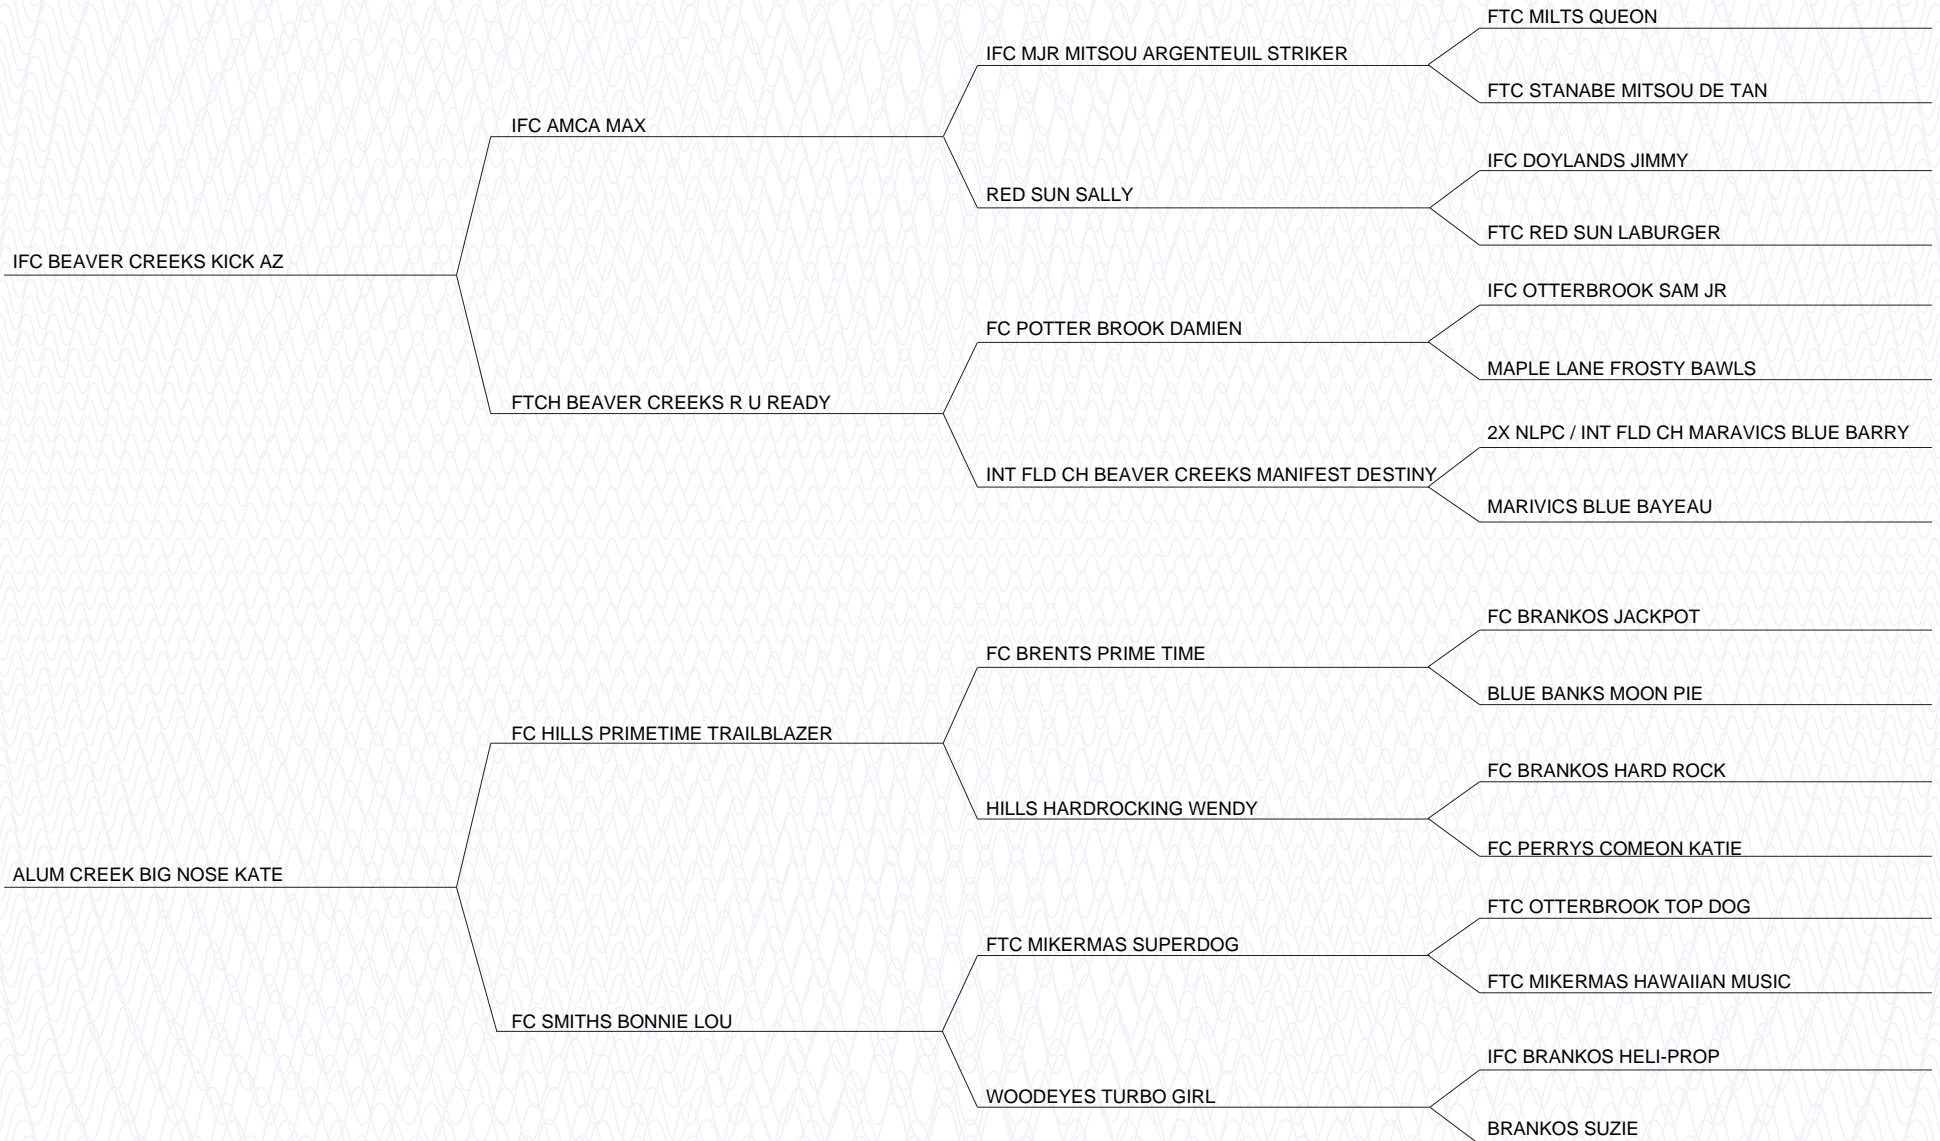 FTC MILTS QUEON
IFC MJR MITSOU ARGENTEUIL STRIKER
FTC STANABE MITSOU DE TAN
IFC AMCA MAX
IFC DOYLANDS JIMMY
RED SUN SALLY
FTC RED SUN LABURGER
IFC BEAVER CREEKS KICK AZ
IFC OTTERBROOK SAM JR
FC POTTER BROOK DAMIEN
MAPLE LANE FROSTY BAWLS
FTCH BEAVER CREEKS R U READY
2X NLPC / INT FLD CH MARAVICS BLUE BARRY
INT FLD CH BEAVER CREEKS MANIFEST DESTINY
MARIVICS BLUE BAYEAU
FC BRANKOS JACKPOT
FC BRENTS PRIME TIME
BLUE BANKS MOON PIE
FC HILLS PRIMETIME TRAILBLAZER
FC BRANKOS HARD ROCK
HILLS HARDROCKING WENDY
FC PERRYS COMEON KATIE
ALUM CREEK BIG NOSE KATE
FTC OTTERBROOK TOP DOG
FTC MIKERMAS SUPERDOG
FTC MIKERMAS HAWAIIAN MUSIC
FC SMITHS BONNIE LOU
IFC BRANKOS HELI-PROP
WOODEYES TURBO GIRL
BRANKOS SUZIE